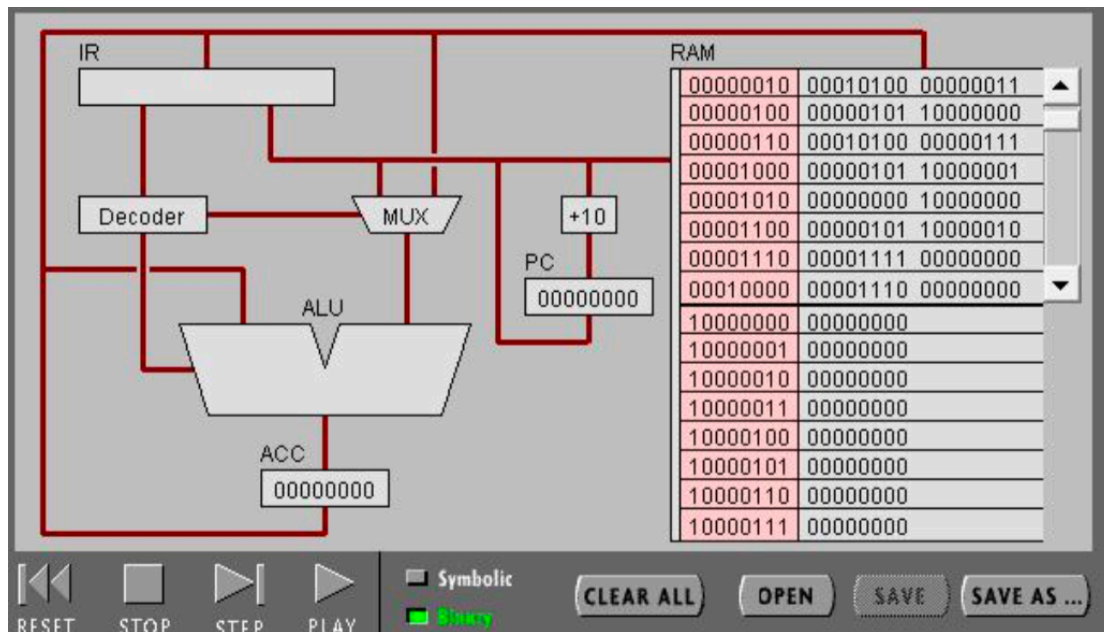 IR
RAM
00000010 00010100 00000011
00000100 00000101 10000000
00000110 00010100 00000111
00001000 00000101 10000001
00001010 00000000 10000000
00001100 00000101 10000010
00001110 00001111 00000000
00010000 00001110 00000000
10000000 00000000
10000001 00000000
10000010 00000000
10000011 00000000
10000100 00000000
10000101 00000000
10000110 00000000
10000111 00000000
Decoder
MUX
+10
PC
00000000
ALU
ACC
00000000
RESET
STOP
STEP
PLAY
Symbolic
Binary
CLEAR ALL
OPEN
SAVE
SAVE AS ...